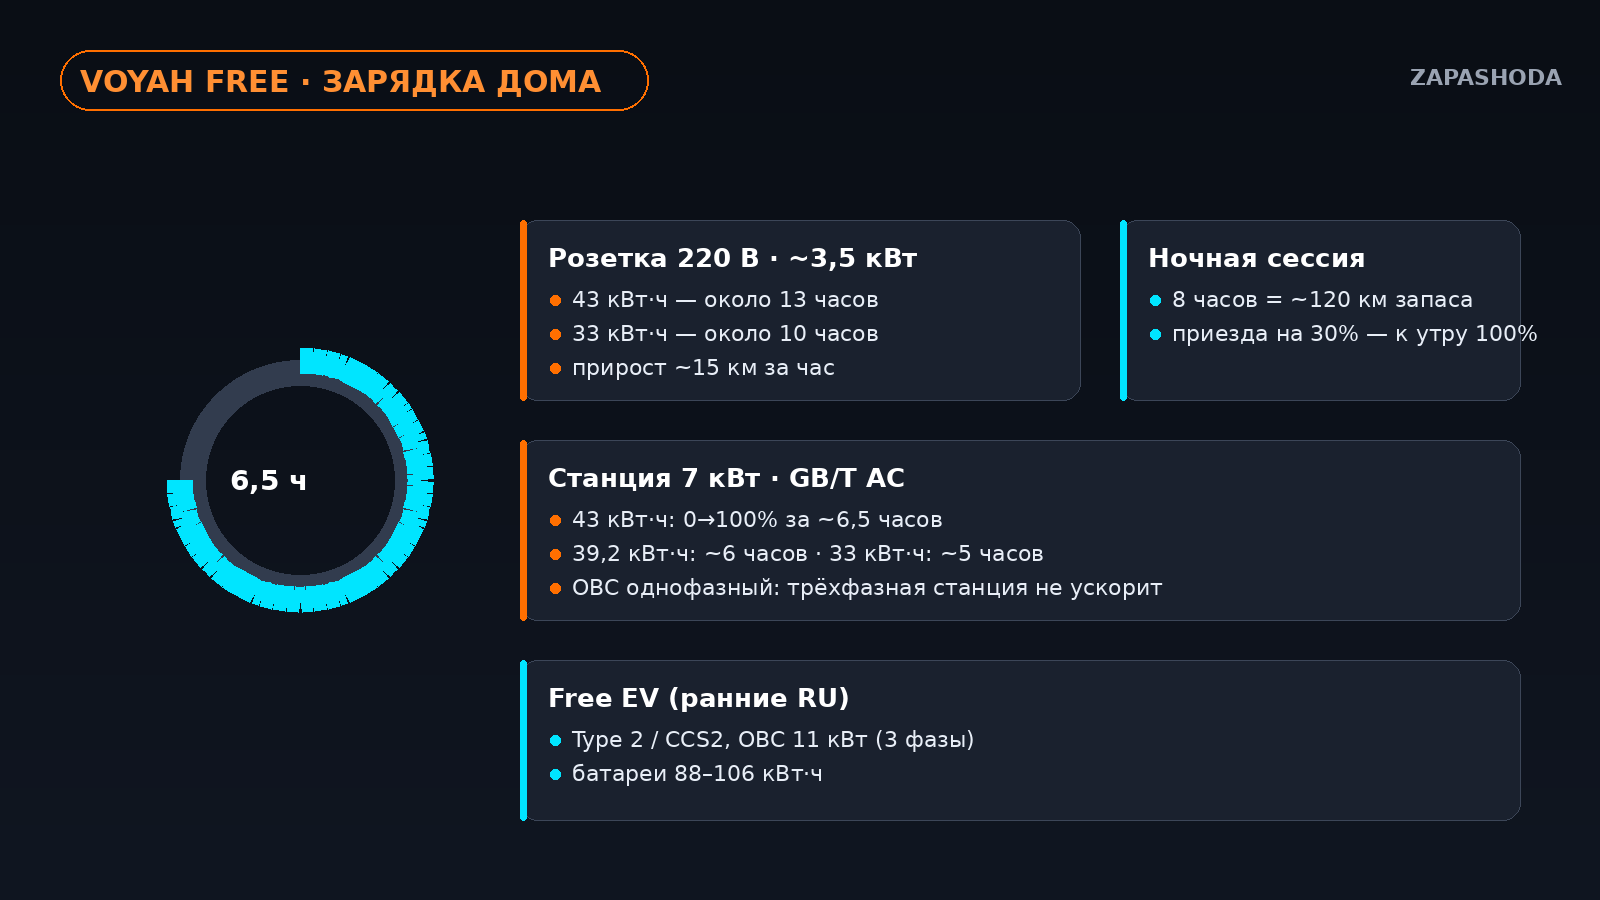 VOYAH FREE · ЗАРЯДКА ДОМА
ZAPASHODA
Розетка 220 В · ~3,5 кВт
43 кВт·ч — около 13 часов
33 кВт·ч — около 10 часов
прирост ~15 км за час
Ночная сессия
8 часов = ~120 км запаса
приезда на 30% — к утру 100%
6,5 ч
Станция 7 кВт · GB/T AC
43 кВт·ч: 0→100% за ~6,5 часов
39,2 кВт·ч: ~6 часов · 33 кВт·ч: ~5 часов
OBC однофазный: трёхфазная станция не ускорит
Free EV (ранние RU)
Type 2 / CCS2, OBC 11 кВт (3 фазы)
батареи 88–106 кВт·ч